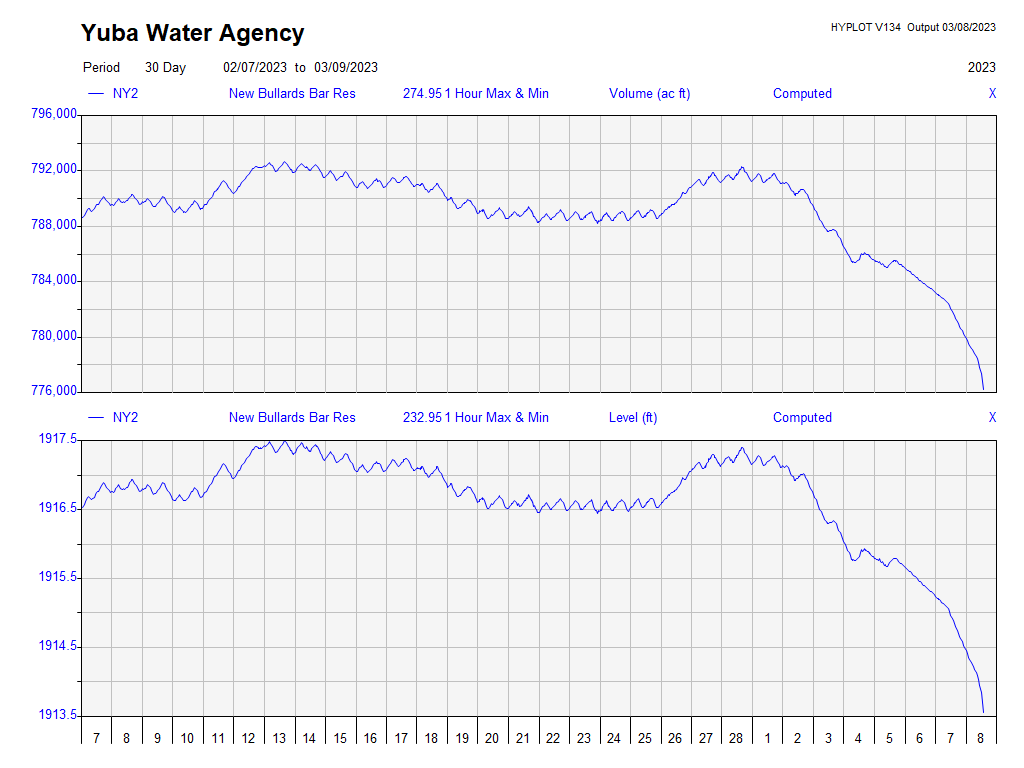 Yuba Water Agency
HYPLOT V134 Output 03/08/2023
Period 30 Day 02/07/2023 to 03/09/2023 2023
NY2 New Bullards Bar Res 274.95 1 Hour Max & Min Volume (ac ft) Computed X
796,000
792,000
788,000
784,000
780,000
776,000
NY2 New Bullards Bar Res 232.95 1 Hour Max & Min Level (ft) Computed X
1917.5
1916.5
1915.5
1914.5
1913.5
7 8 9 10 11 12 13 14 15 16 17 18 19 20 21 22 23 24 25 26 27 28 1 2 3 4 5 6 7 8